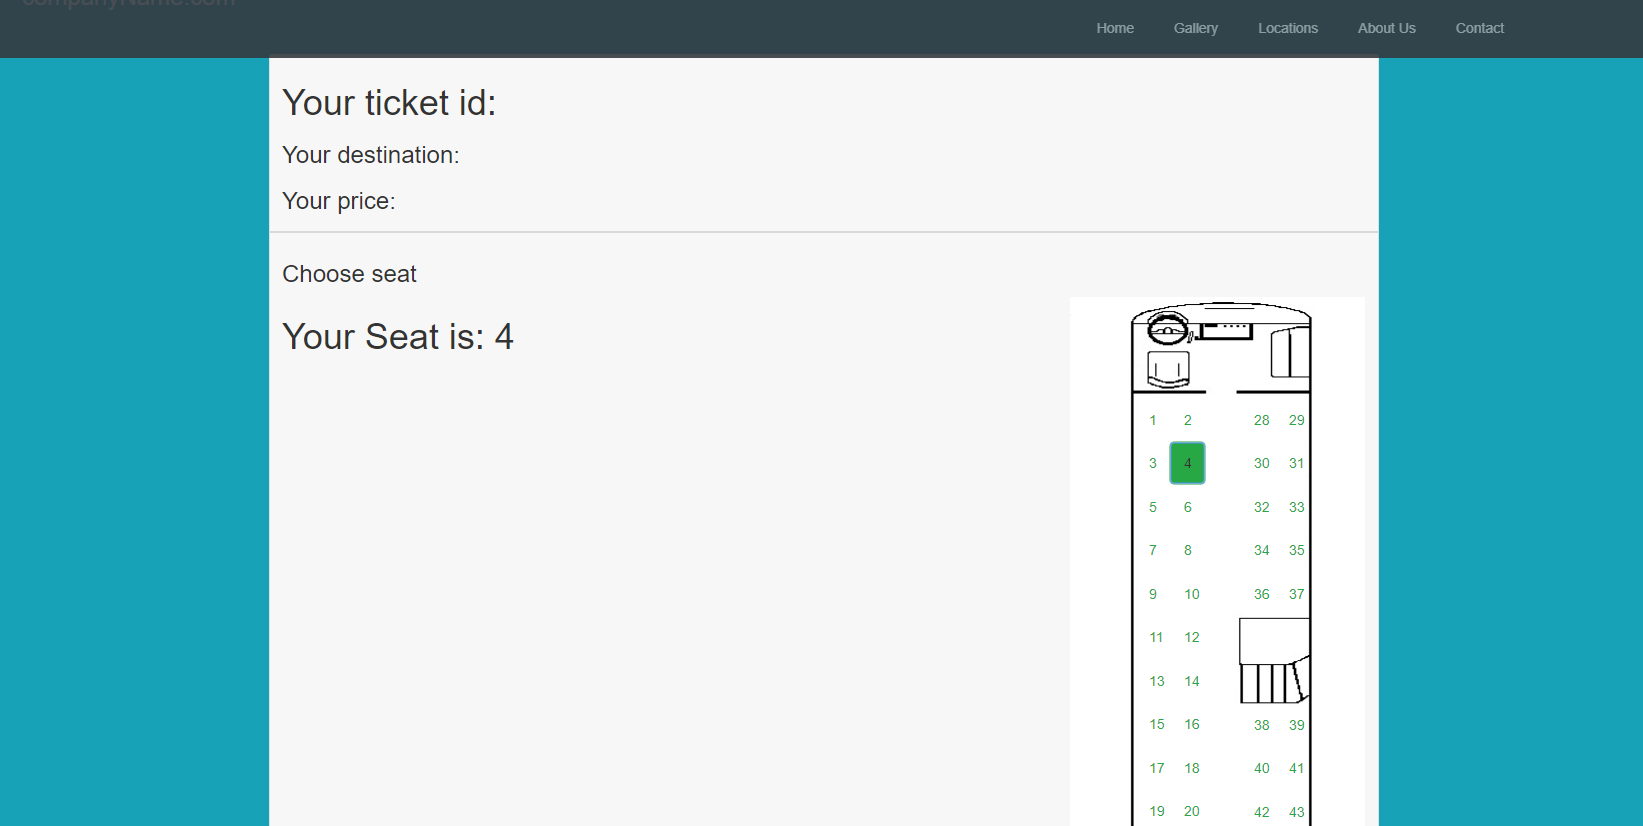 companyName.com
Home Gallery Locations About Us Contact
Your ticket id:
Your destination:
Your price:
Choose seat
Your Seat is: 4
1 2 28 29
3 4 30 31
5 6 32 33
7 8 34 35
9 10 36 37
11 12
13 14
15 16 38 39
17 18 40 41
19 20 42 43